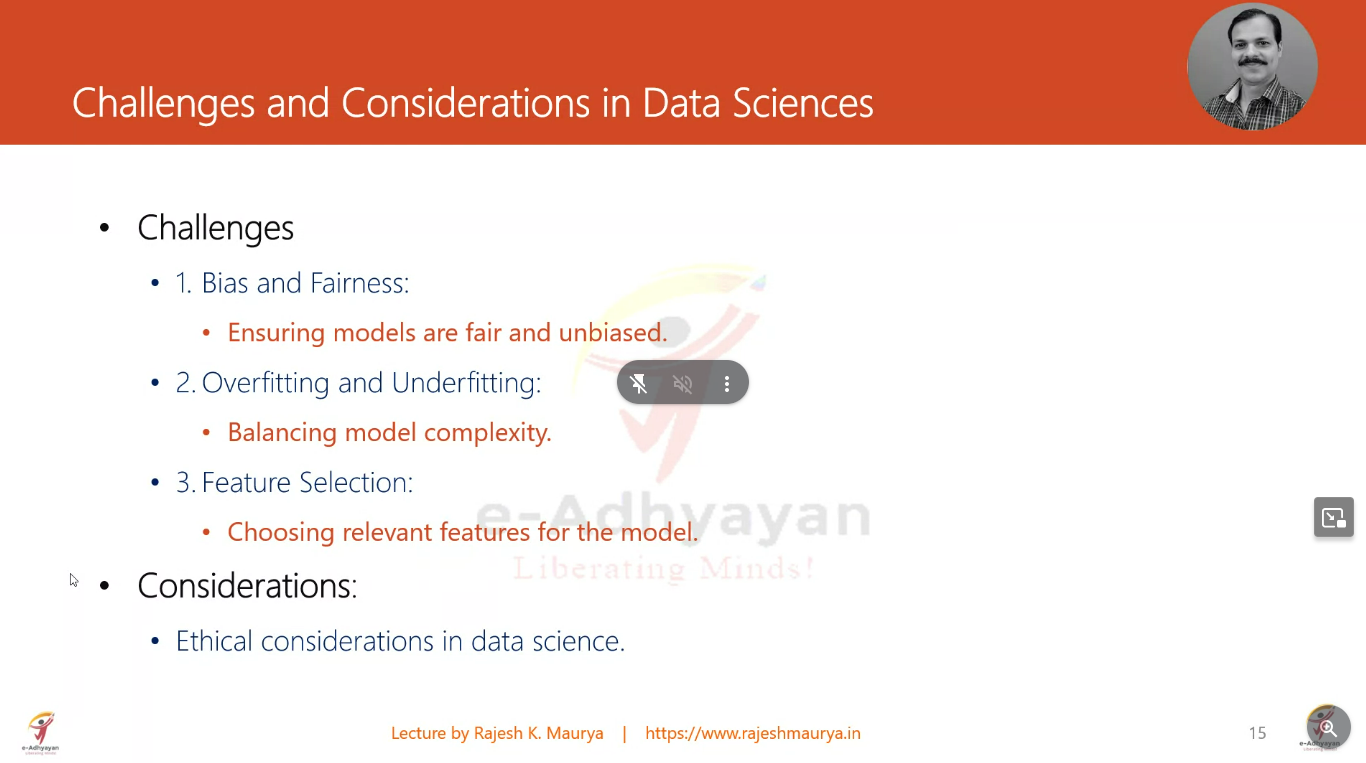 Challenges and Considerations in Data Sciences
• Challenges
• 1. Bias and Fairness:
• Ensuring models are fair and unbiased.
• 2. Overfitting and Underfitting:
• Balancing model complexity.
• 3. Feature Selection:
• Choosing relevant features for the model.
e-Adhyayan
Liberating Minds!
• Considerations:
• Ethical considerations in data science.
e-Adhyayan
Lecture by Rajesh K. Maurya | https://www.rajeshmaurya.in
15